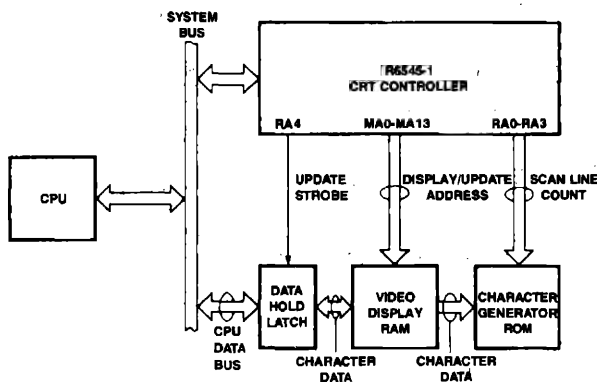 SYSTEM
BUS
R6545-1
CRT CONTROLLER
RA4
MA0-MA13
RA0-RA3
UPDATE
STROBE
DISPLAY/UPDATE
ADDRESS
SCAN LINE
COUNT
CPU
DATA
HOLD
LATCH
VIDEO
DISPLAY
RAM
CHARACTER
GENERATOR
ROM
CPU
DATA
BUS
CHARACTER
DATA
CHARACTER
DATA